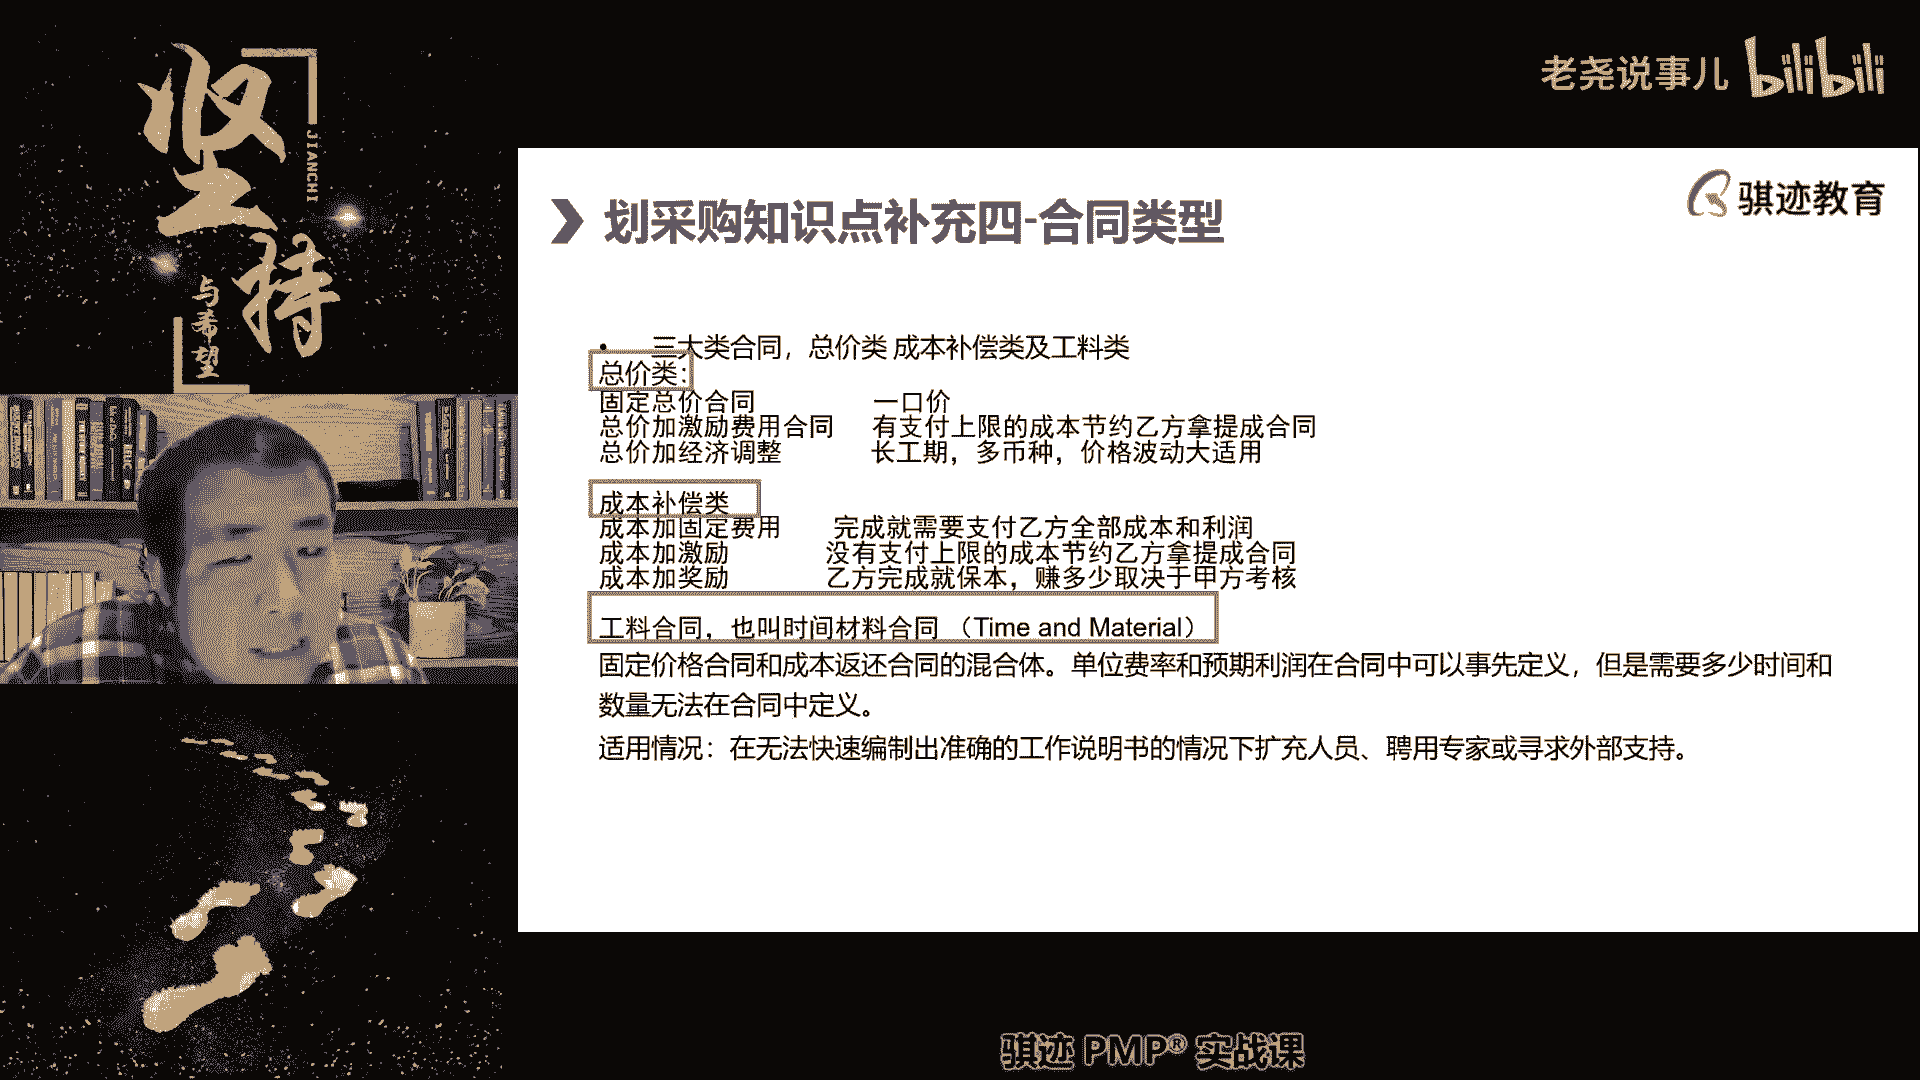 坚持
JIANCHI
与希望
老尧说事儿 bilibili
骐迹教育
划采购知识点补充四-合同类型
• 三大类合同，总价类 成本补偿类及工料类
总价类：
固定总价合同 一口价
总价加激励费用合同 有支付上限的成本节约乙方拿提成合同
总价加经济调整 长工期，多币种，价格波动大适用
成本补偿类
成本加固定费用 完成就需要支付乙方全部成本和利润
成本加激励 没有支付上限的成本节约乙方拿提成合同
成本加奖励 乙方完成就保本，赚多少取决于甲方考核
工料合同，也叫时间材料合同 （Time and Material）
固定价格合同和成本返还合同的混合体。单位费率和预期利润在合同中可以事先定义，但是需要多少时间和
数量无法在合同中定义。
适用情况：在无法快速编制出准确的工作说明书的情况下扩充人员、聘用专家或寻求外部支持。
骐迹 PMP® 实战课